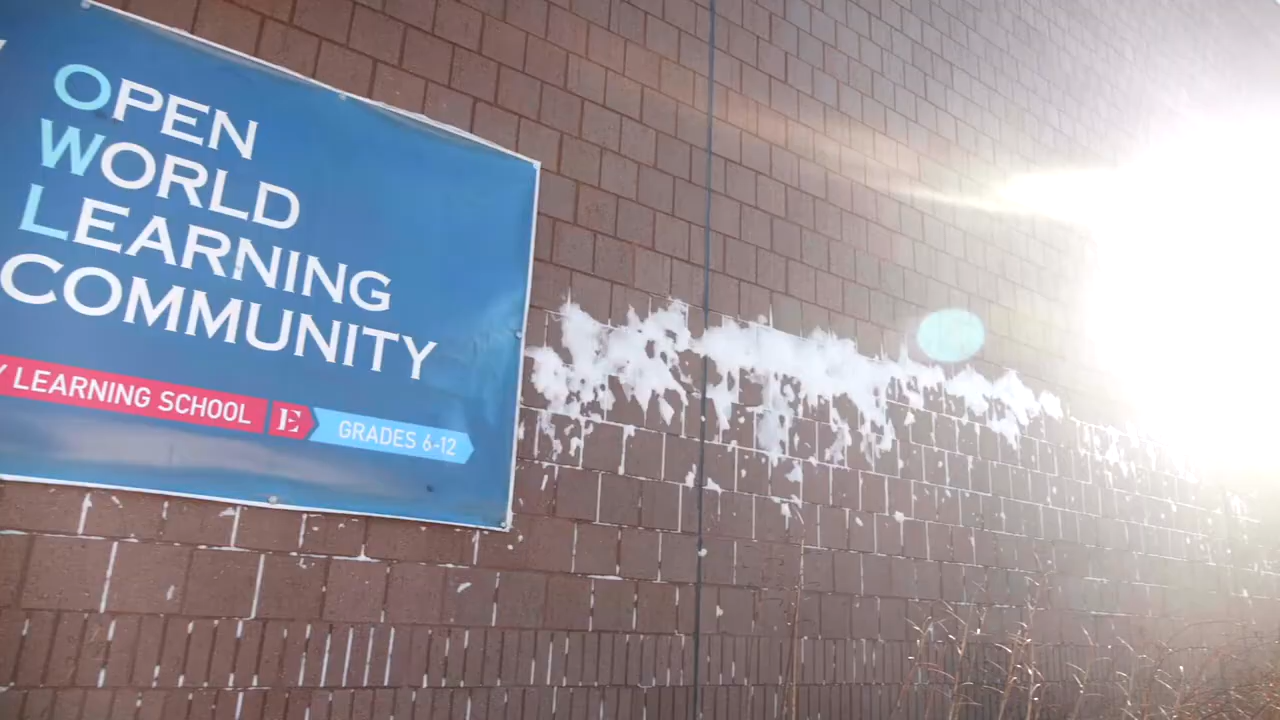 OPEN
WORLD
LEARNING
COMMUNITY
LEARNING SCHOOL E GRADES 6-12